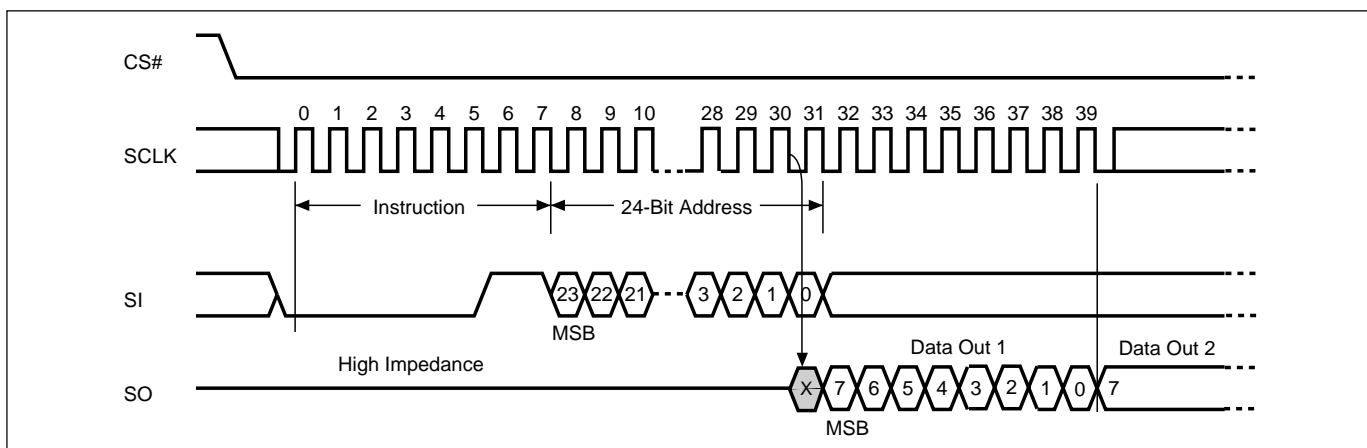 CS#
0 1 2 3 4 5 6 7 8 9 10 28 29 30 31 32 33 34 35 36 37 38 39
SCLK
Instruction 24-Bit Address
SI
23 22 21 3 2 1 0
MSB
High Impedance Data Out 1 Data Out 2
SO
X 7 6 5 4 3 2 1 0 7
MSB